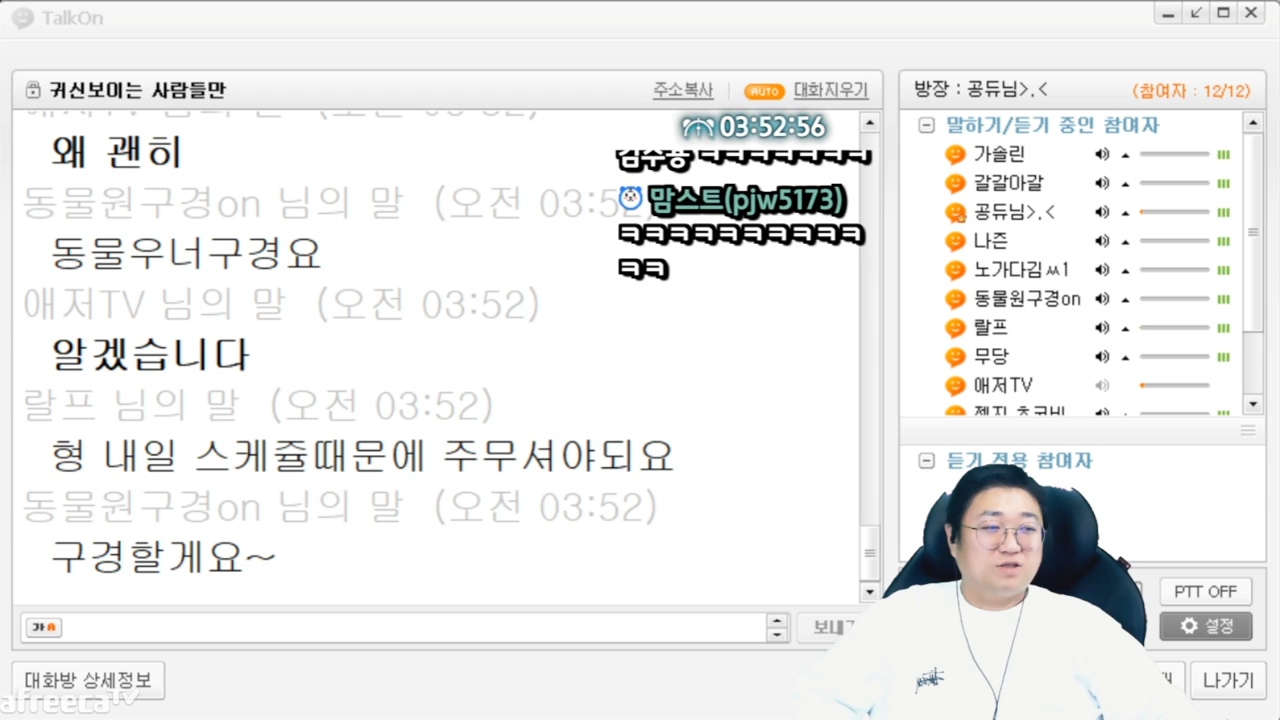 TalkOn
귀신보이는 사람들만
주소복사
AUTO 대화지우기
03:52:56
왜 괜히
동물원구경on 님의 말 (오전 03:52)
동물우너구경요
애저TV 님의 말 (오전 03:52)
알겠습니다
랄프 님의 말 (오전 03:52)
형 내일 스케쥴때문에 주무셔야되요
동물원구경on 님의 말 (오전 03:52)
구경할게요~
ㅋㅋㅋㅋㅋㅋㅋ
맘스트(pjw5173)
ㅋㅋㅋㅋㅋㅋㅋㅋㅋㅋ
ㅋㅋ
가A
대화방 상세정보
afreecaTV
방장 : 공듀님>.<
(참여자 : 12/12)
말하기/듣기 중인 참여자
가솔린
갈갈아갈
공듀님>.<
나즌
노가다김ㅆ1
동물원구경on
랄프
무당
애저TV
듣기 전용 참여자
PTT OFF
설정
나가기